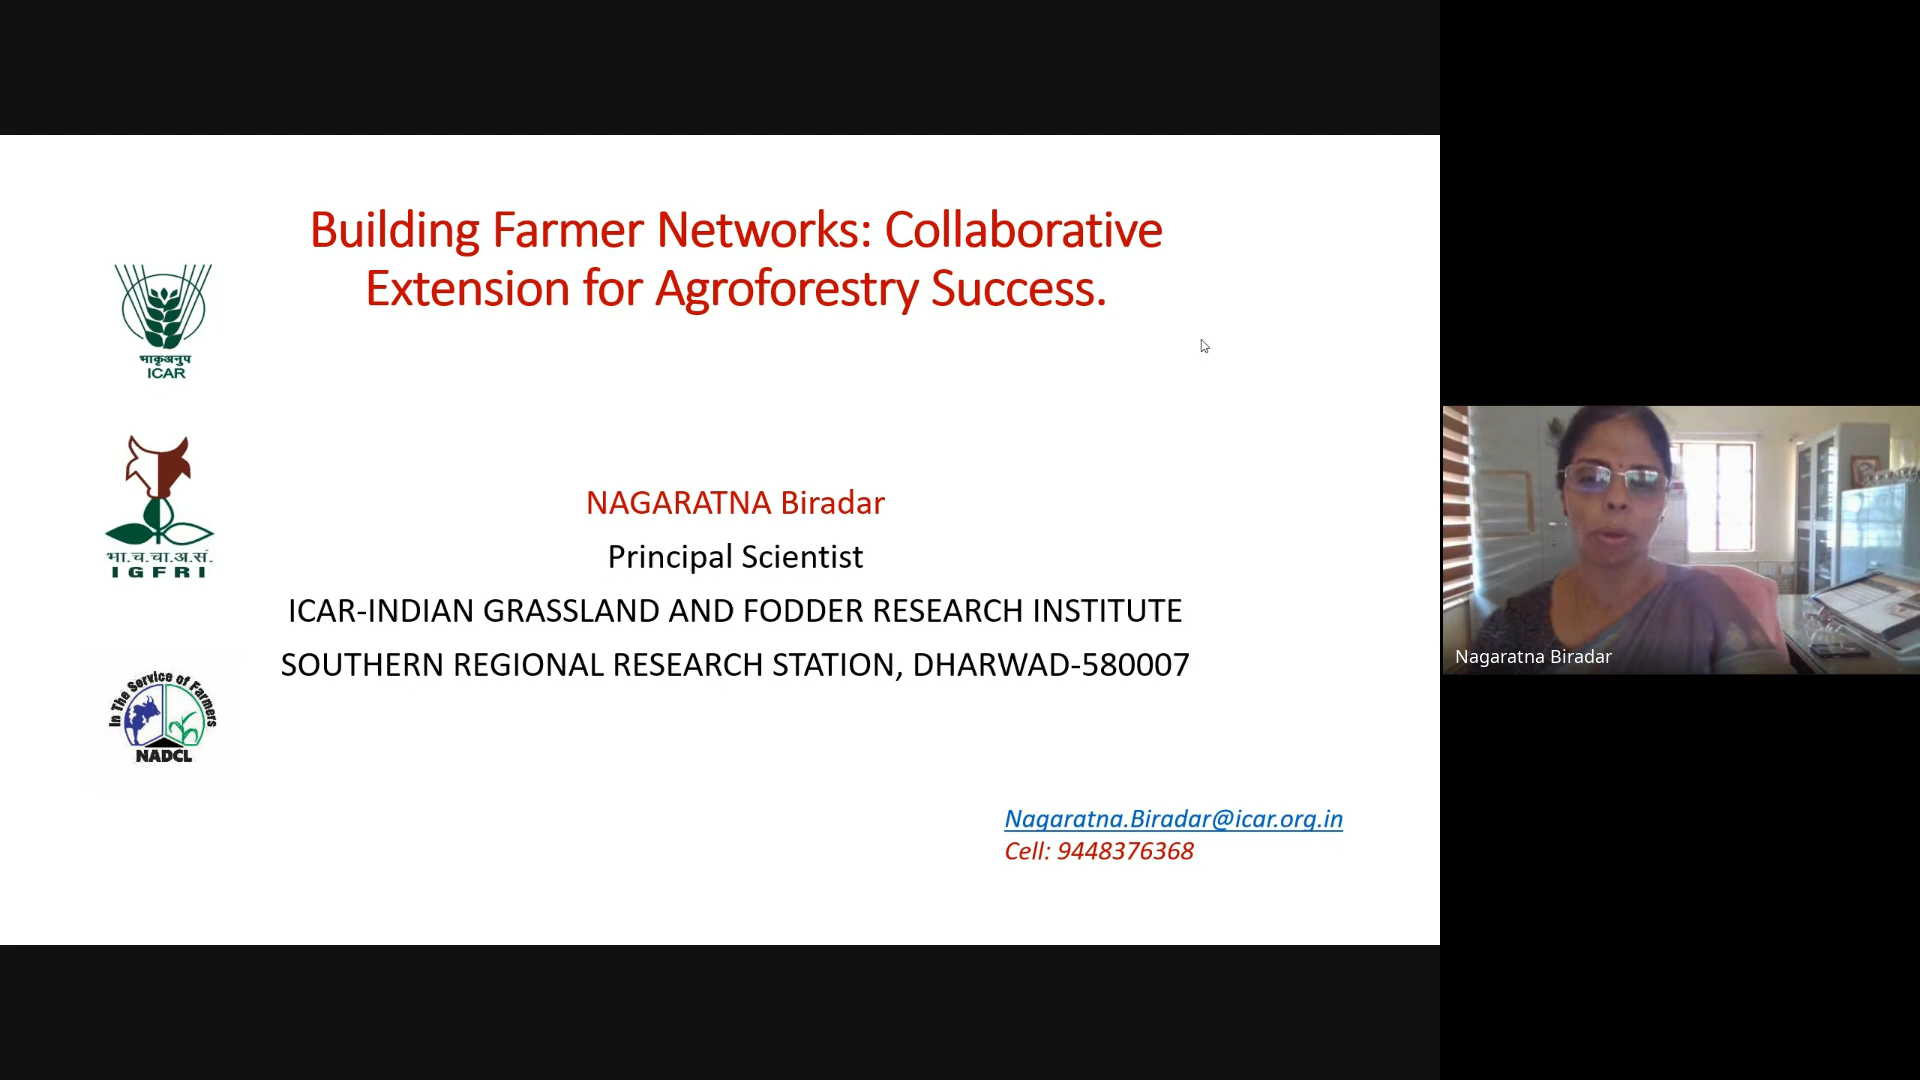 Building Farmer Networks: Collaborative
Extension for Agroforestry Success.
भाकृअनुप
ICAR
भा.च.चा.अ.सं.
IGFRI
In The Service of Farmers
NADCL
NAGARATNA Biradar
Principal Scientist
ICAR-INDIAN GRASSLAND AND FODDER RESEARCH INSTITUTE
SOUTHERN REGIONAL RESEARCH STATION, DHARWAD-580007
Nagaratna.Biradar@icar.org.in
Cell: 9448376368
Nagaratna Biradar